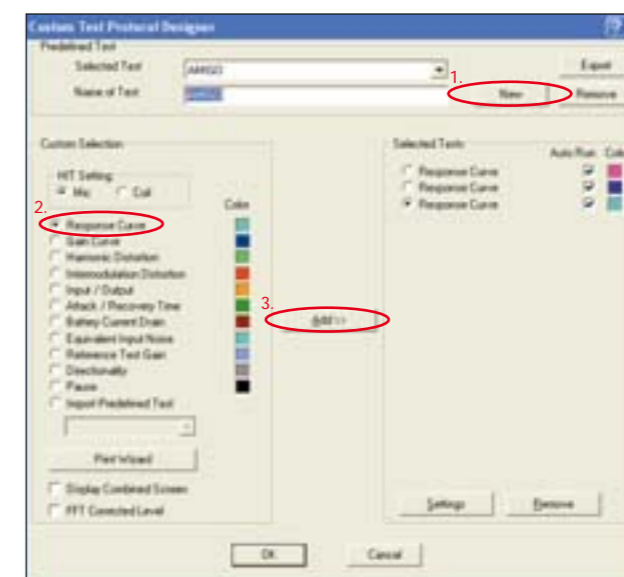 Custom Test Protocol Designer
Predefined Test
Selected Test
AMIGO
1.
Export
Name of Test
New
Remove
Custom Selection
HIT Setting
Mic
Coil
Color
2.
Response Curve
Gain Curve
Harmonic Distortion
Intermodulation Distortion
Input / Output
Attack / Recovery Time
Battery Current Drain
Equivalent Input Noise
Reference Test Gain
Directionality
Pause
Import Predefined Test
Print Wizard
Display Combined Screen
FFT Corrected Level
3.
Add >>
Selected Tests
Auto Run
Response Curve
Response Curve
Response Curve
Settings
Remove
OK
Cancel